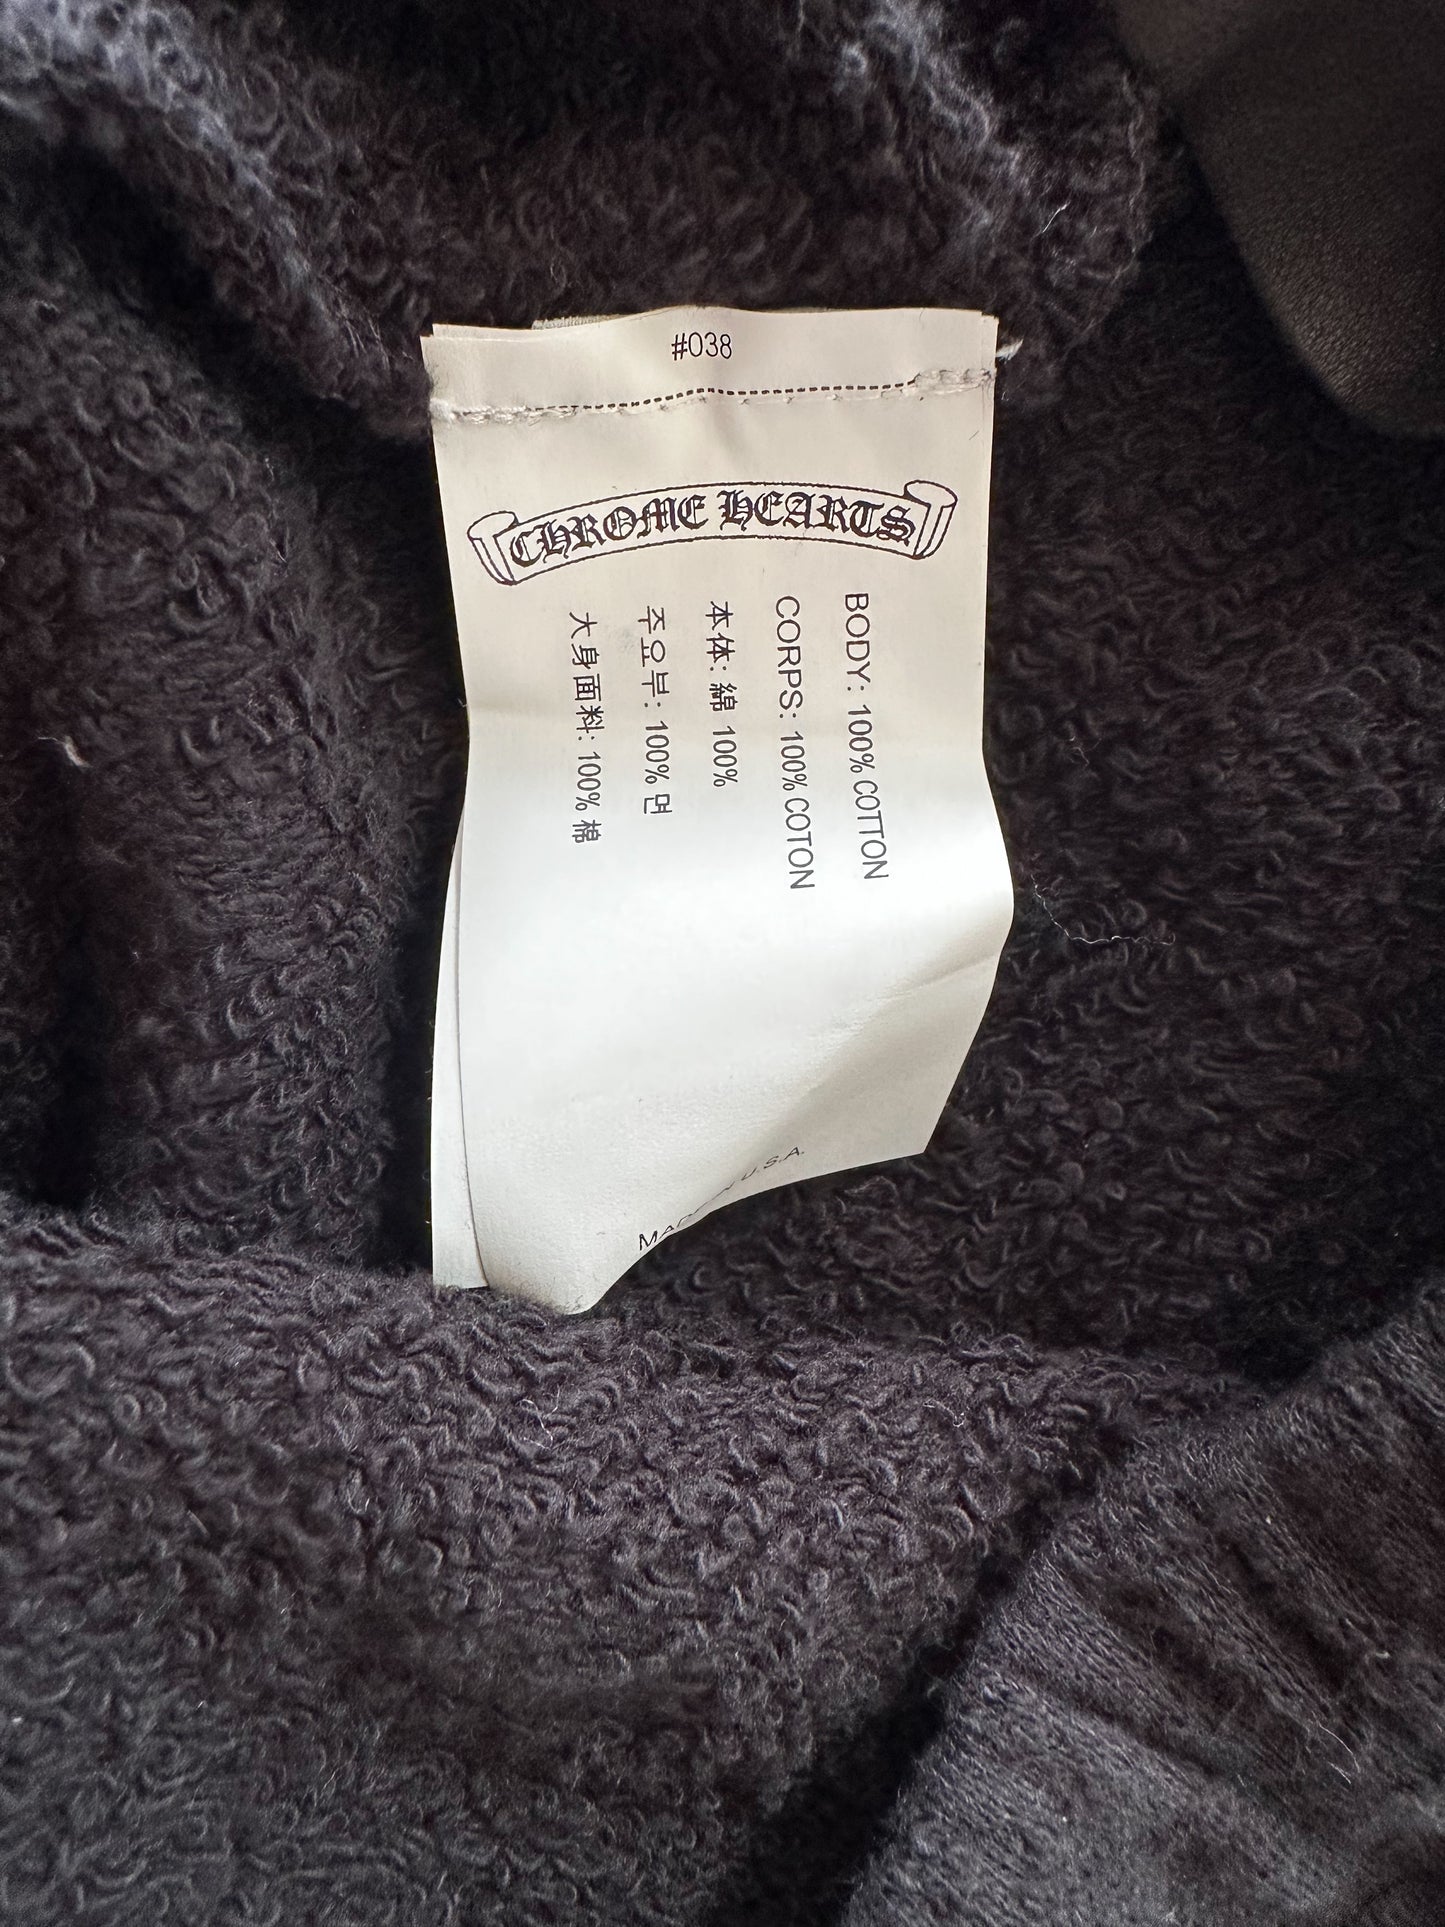 #038
CHROME HEARTS
BODY: 100% COTTON
CORPS: 100% COTON
本体: 綿 100%
주요부: 100% 면
大身面料: 100% 棉
U.S.A.